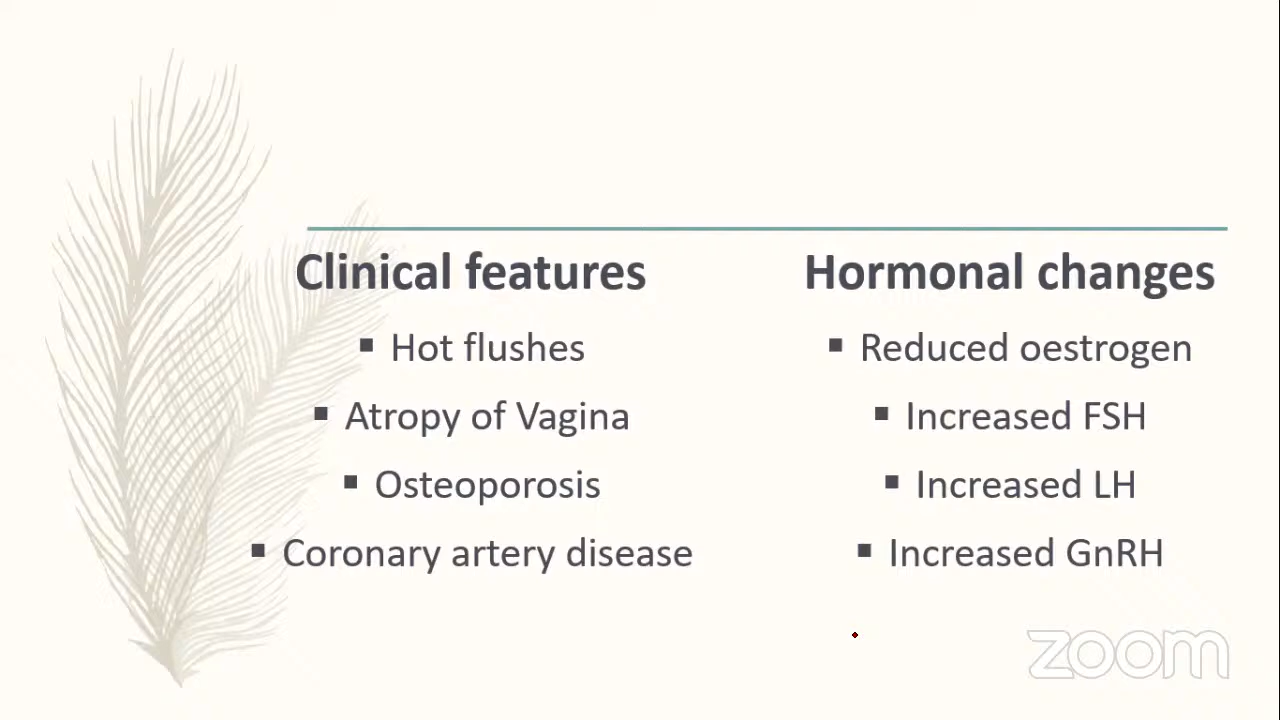 Clinical features
▪ Hot flushes
▪ Atropy of Vagina
▪ Osteoporosis
▪ Coronary artery disease
Hormonal changes
▪ Reduced oestrogen
▪ Increased FSH
▪ Increased LH
▪ Increased GnRH
zoom